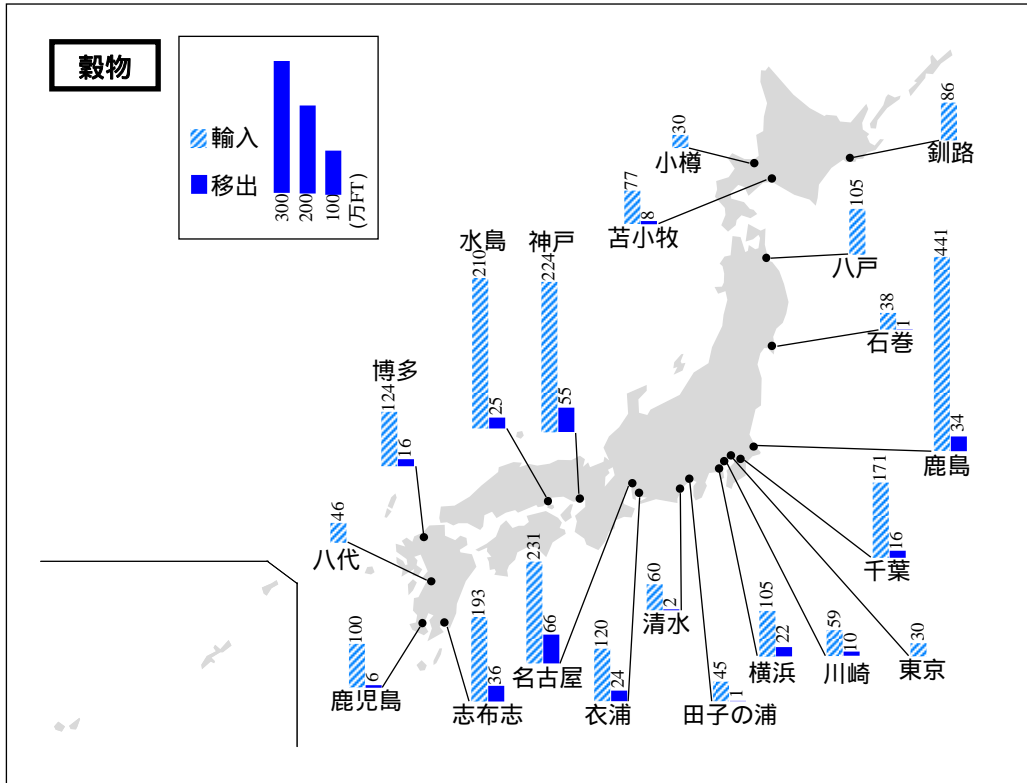 穀物
輸入
移出
300
200
100
(万FT)
30
小樽
86
釧路
77
8
苫小牧
105
八戸
水島
210
25
神戸
224
55
441
34
鹿島
38
1
石巻
博多
124
16
171
16
千葉
46
八代
231
66
名古屋
60
2
清水
193
36
志布志
100
6
鹿児島
120
24
衣浦
45
1
田子の浦
105
22
横浜
59
10
川崎
30
東京